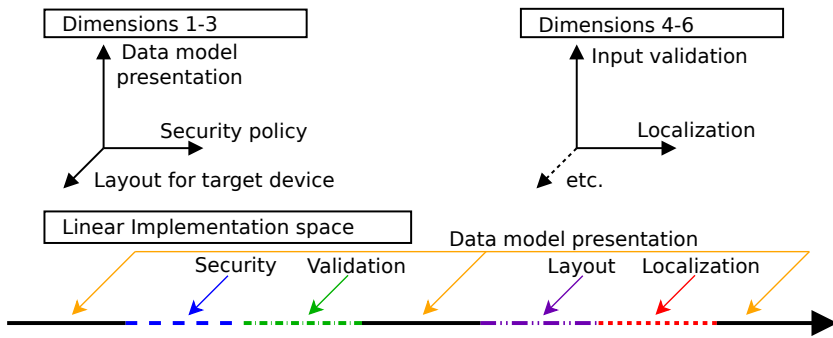 Dimensions 1-3
Data model
presentation
Security policy
Layout for target device
Dimensions 4-6
Input validation
Localization
etc.
Linear Implementation space
Data model presentation
Security
Validation
Layout
Localization